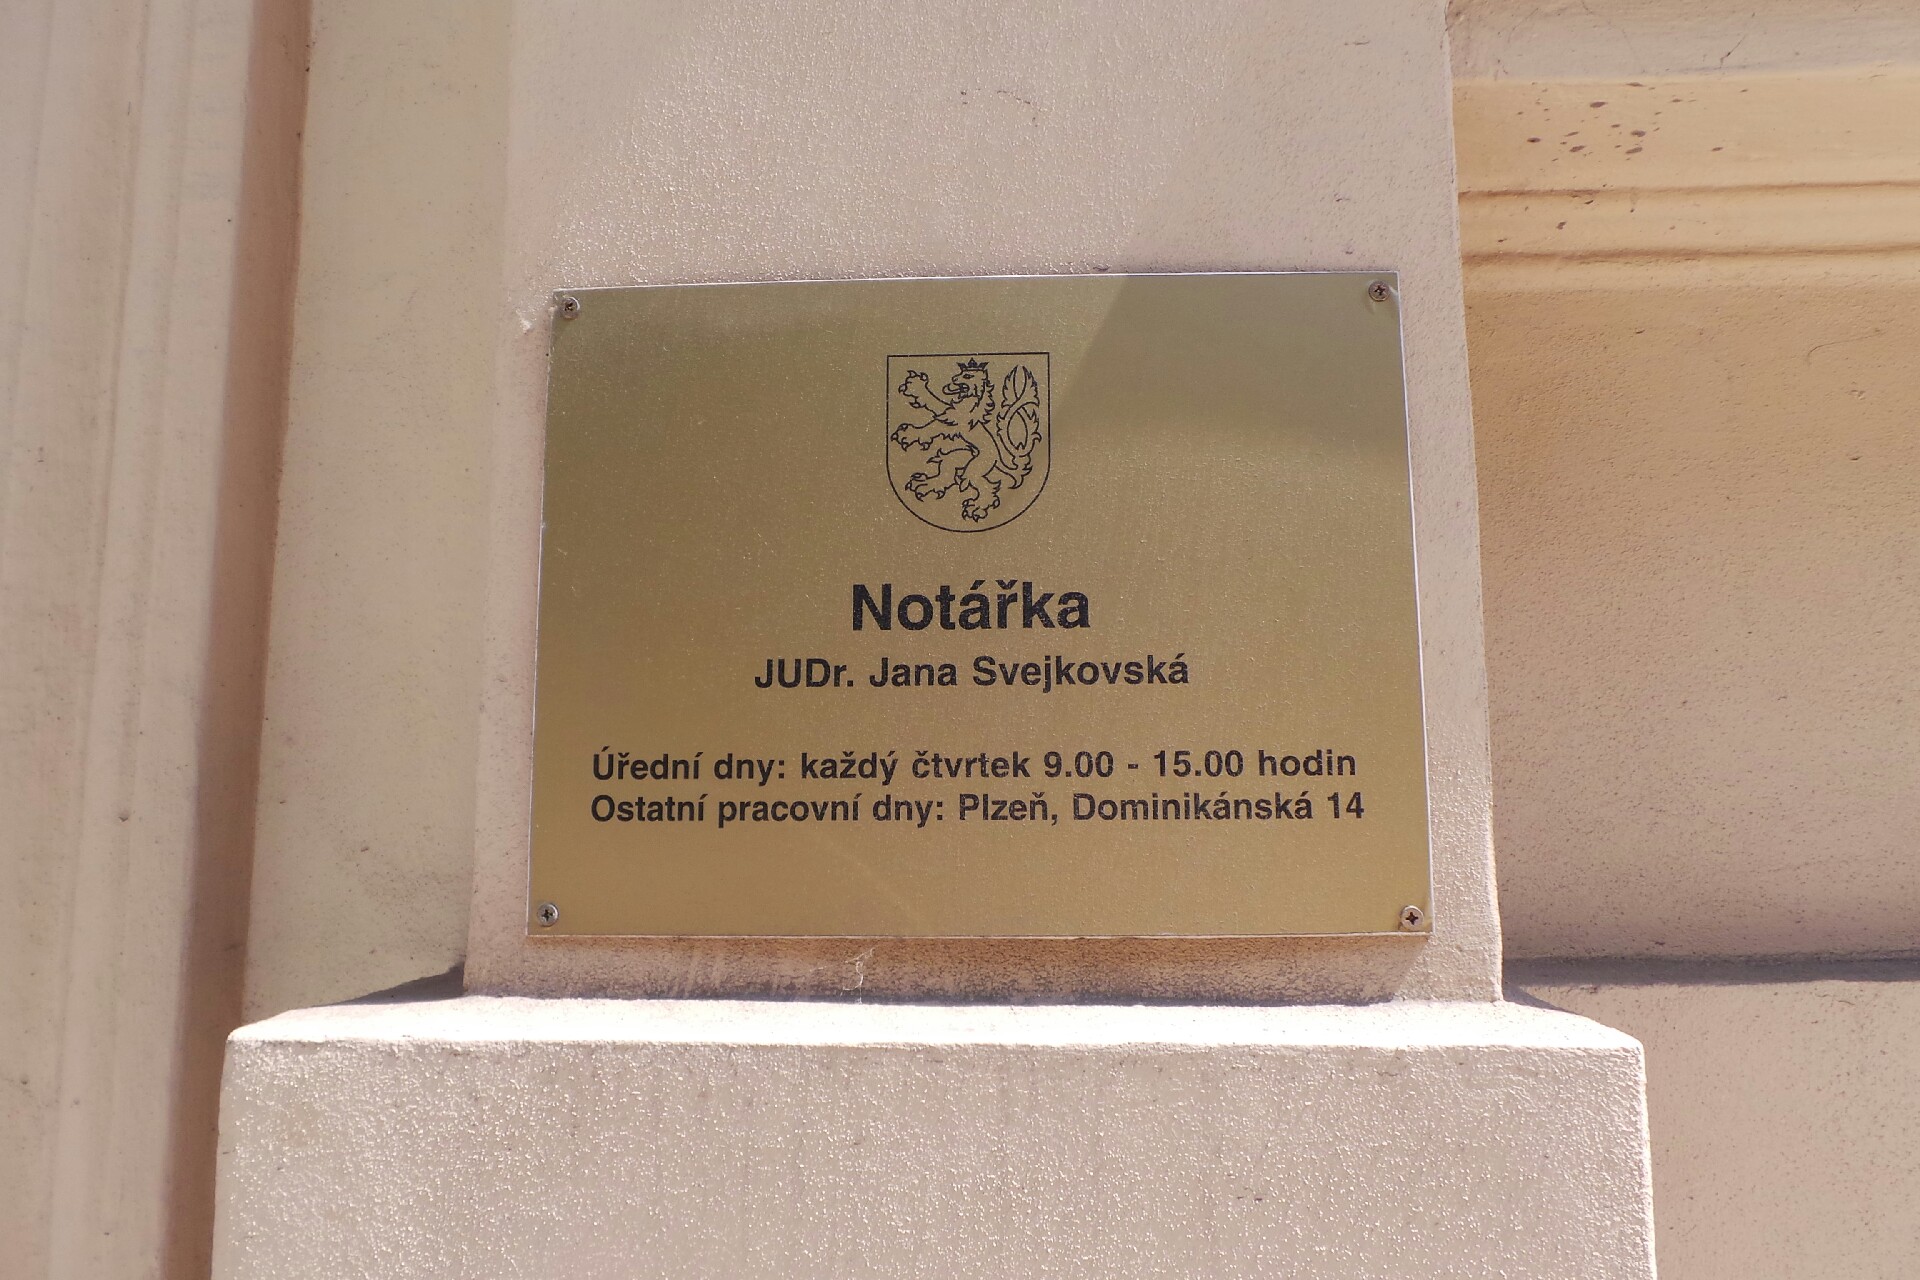 Notářka
JUDr. Jana Svejkovská
Úřední dny: každý čtvrtek 9.00 - 15.00 hodin
Ostatní pracovní dny: Plzeň, Dominikánská 14